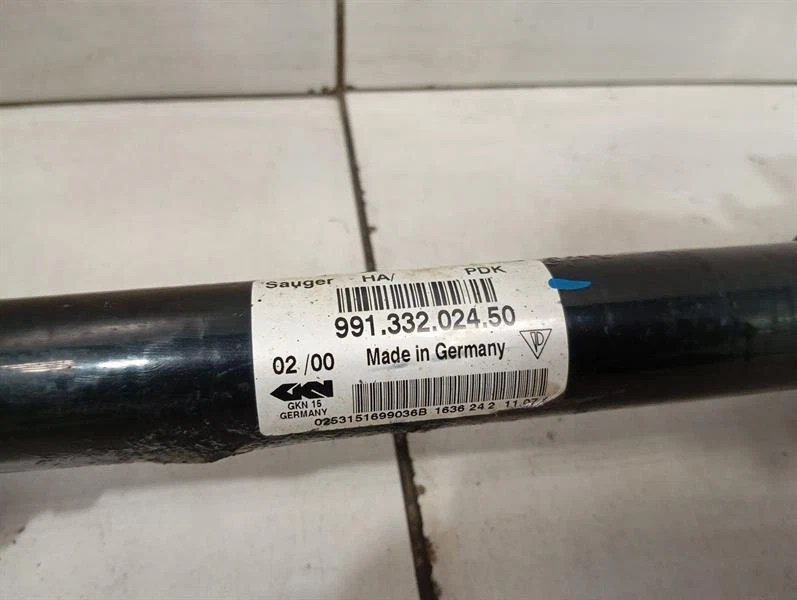 Sauger HA/ PDK
991.332.024.50
02 /00 Made in Germany
GKN
GKN 15
GERMANY
0253151699036B 1636 24 2 11:07